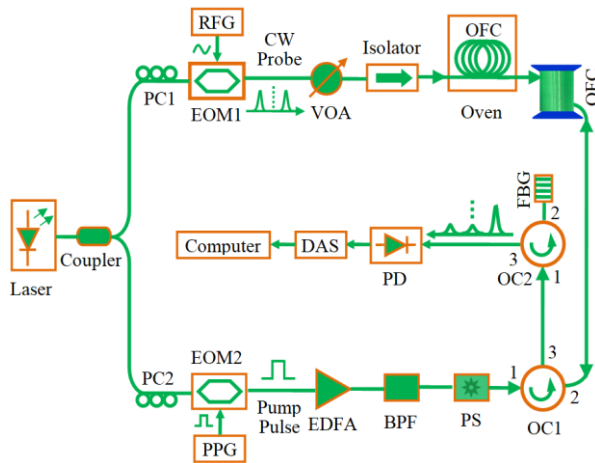 RFG
CW
Probe
Isolator
OFC
PC1
EOM1
VOA
Oven
OFC
FBG
2
Computer
DAS
3
OC2
1
PD
Laser
Coupler
EOM2
PC2
Pump
Pulse
EDFA
BPF
PS
1
3
2
OC1
PPG